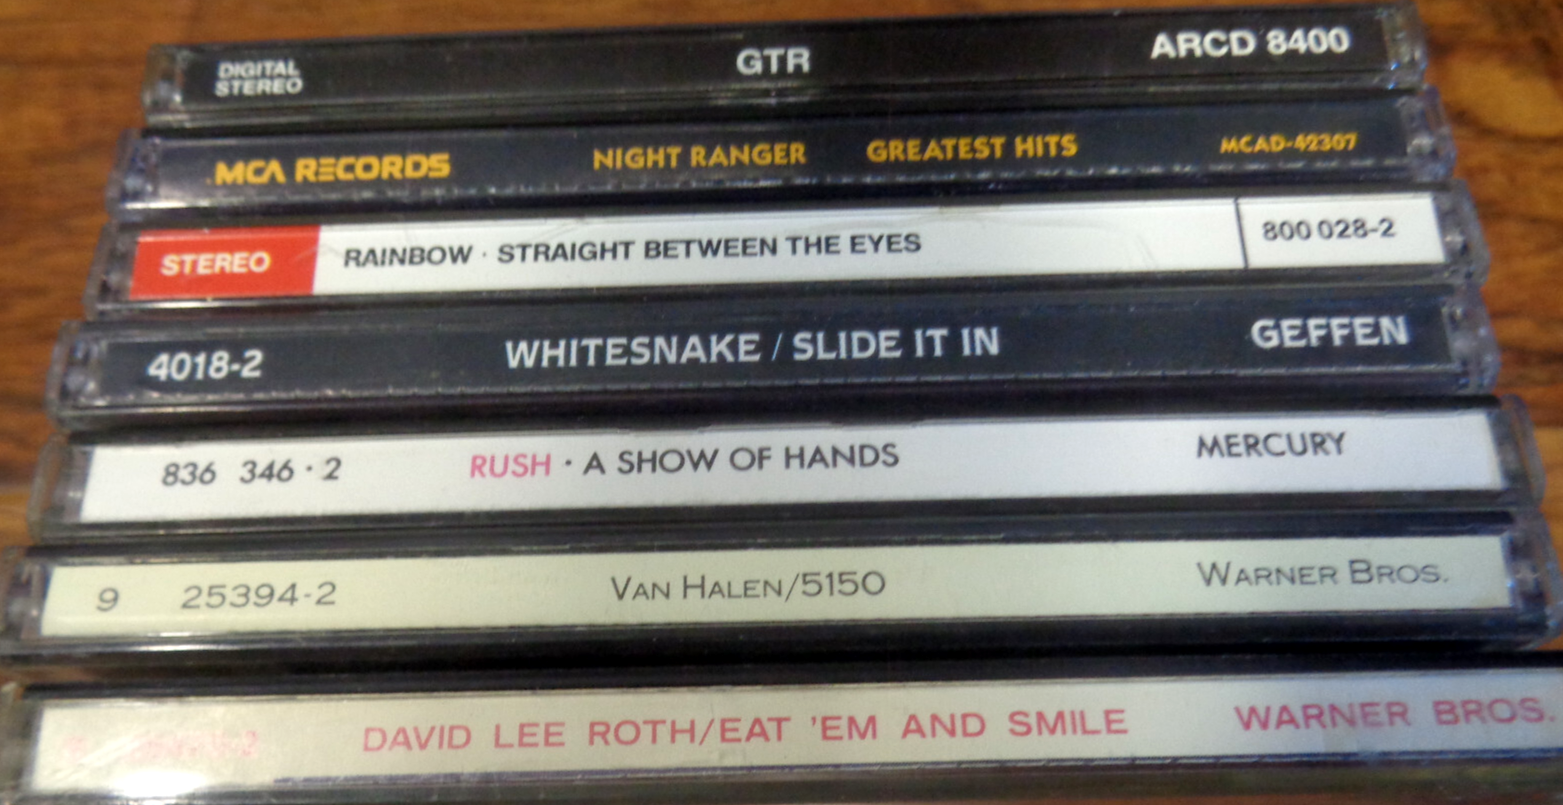 DIGITAL STEREO GTR ARCD 8400
MCA RECORDS NIGHT RANGER GREATEST HITS MCAD-42307
STEREO RAINBOW · STRAIGHT BETWEEN THE EYES 800 028-2
4018-2 WHITESNAKE / SLIDE IT IN GEFFEN
836 346 · 2 RUSH · A SHOW OF HANDS MERCURY
9 25394-2 VAN HALEN/5150 WARNER BROS.
DAVID LEE ROTH/EAT 'EM AND SMILE WARNER BROS.